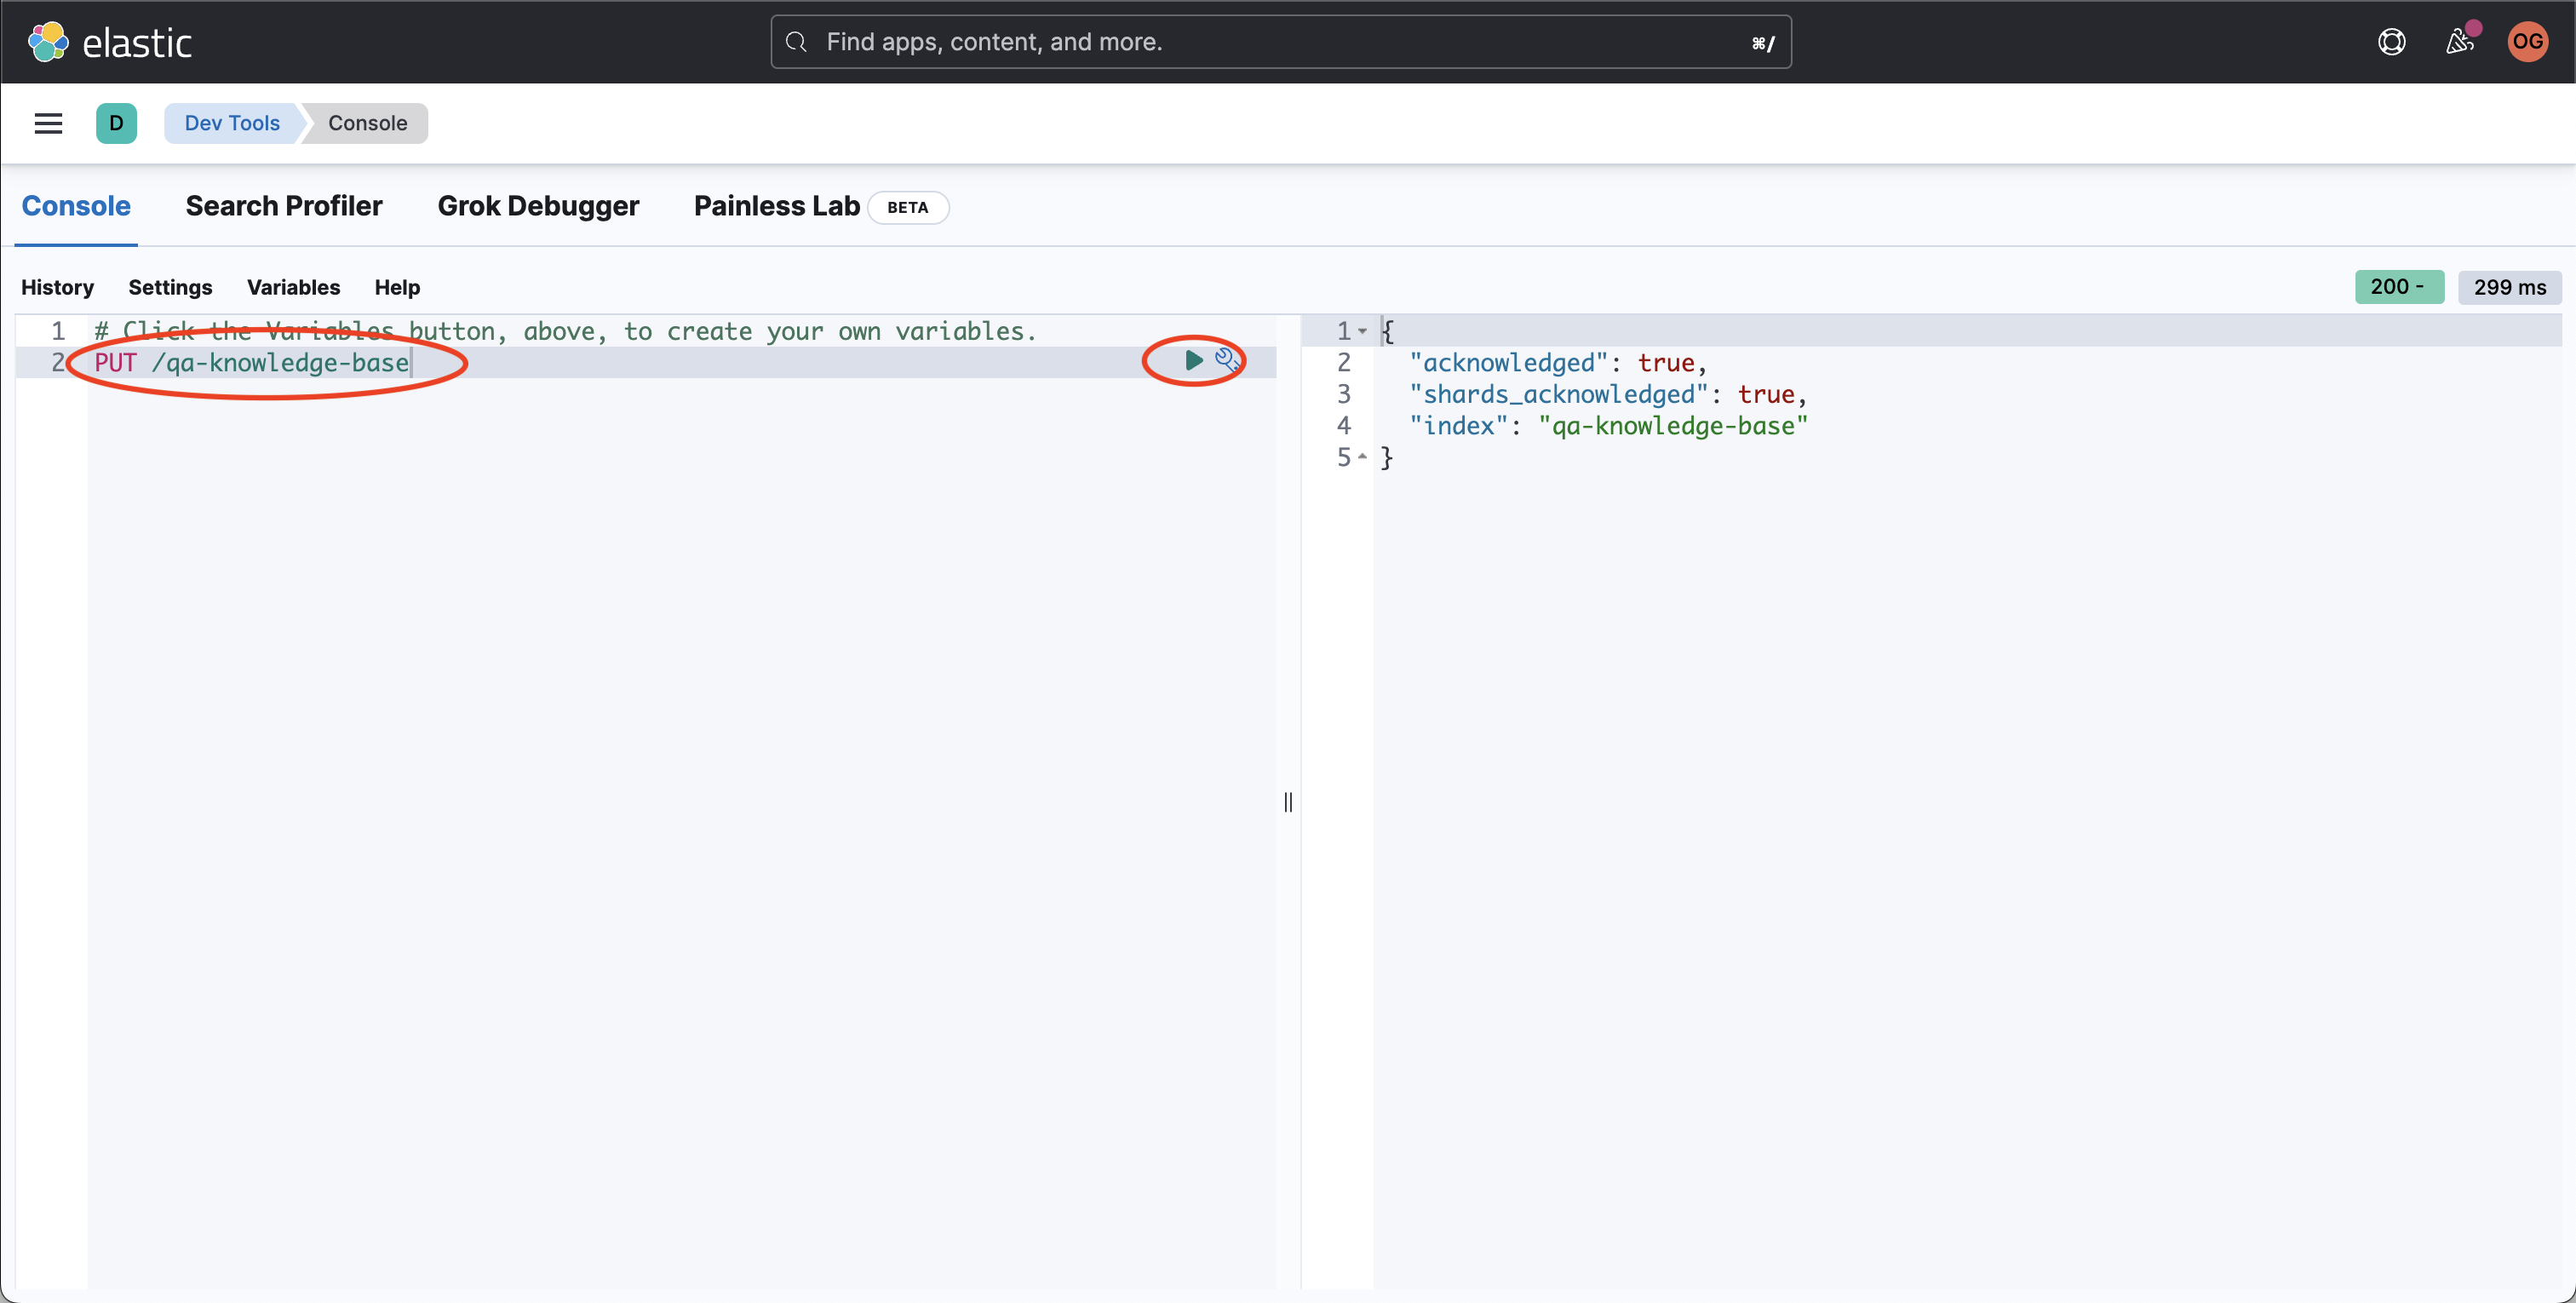 elastic
Find apps, content, and more.
⌘/
OG
D
Dev Tools
Console
Console
Search Profiler
Grok Debugger
Painless Lab
BETA
History
Settings
Variables
Help
200 -
299 ms
1 # Click the Variables button, above, to create your own variables.
2 PUT /qa-knowledge-base
1 {
2 "acknowledged": true,
3 "shards_acknowledged": true,
4 "index": "qa-knowledge-base"
5 }